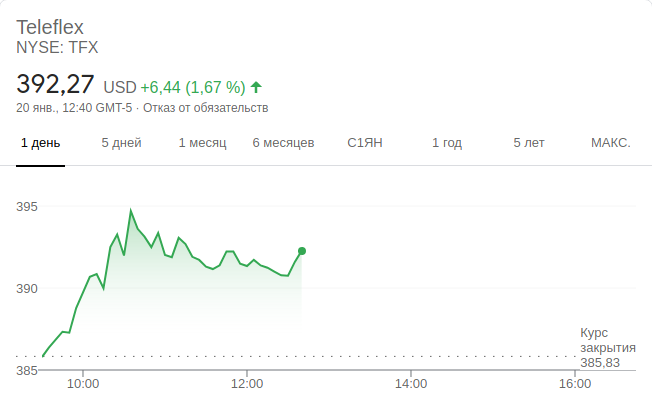 Teleflex
NYSE: TFX
392,27 USD +6,44 (1,67 %)
20 янв., 12:40 GMT-5 · Отказ от обязательств
1 день 5 дней 1 месяц 6 месяцев С1ЯН 1 год 5 лет МАКС.
395
390
385
Курс
закрытия
385,83
10:00 12:00 14:00 16:00